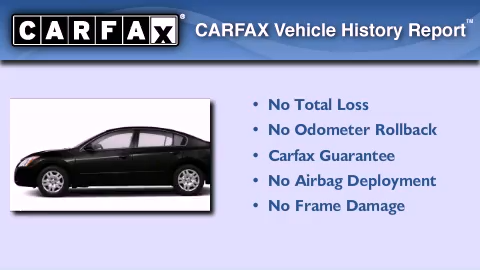 CARFAX® CARFAX Vehicle History Report™
• No Total Loss
• No Odometer Rollback
• Carfax Guarantee
• No Airbag Deployment
• No Frame Damage